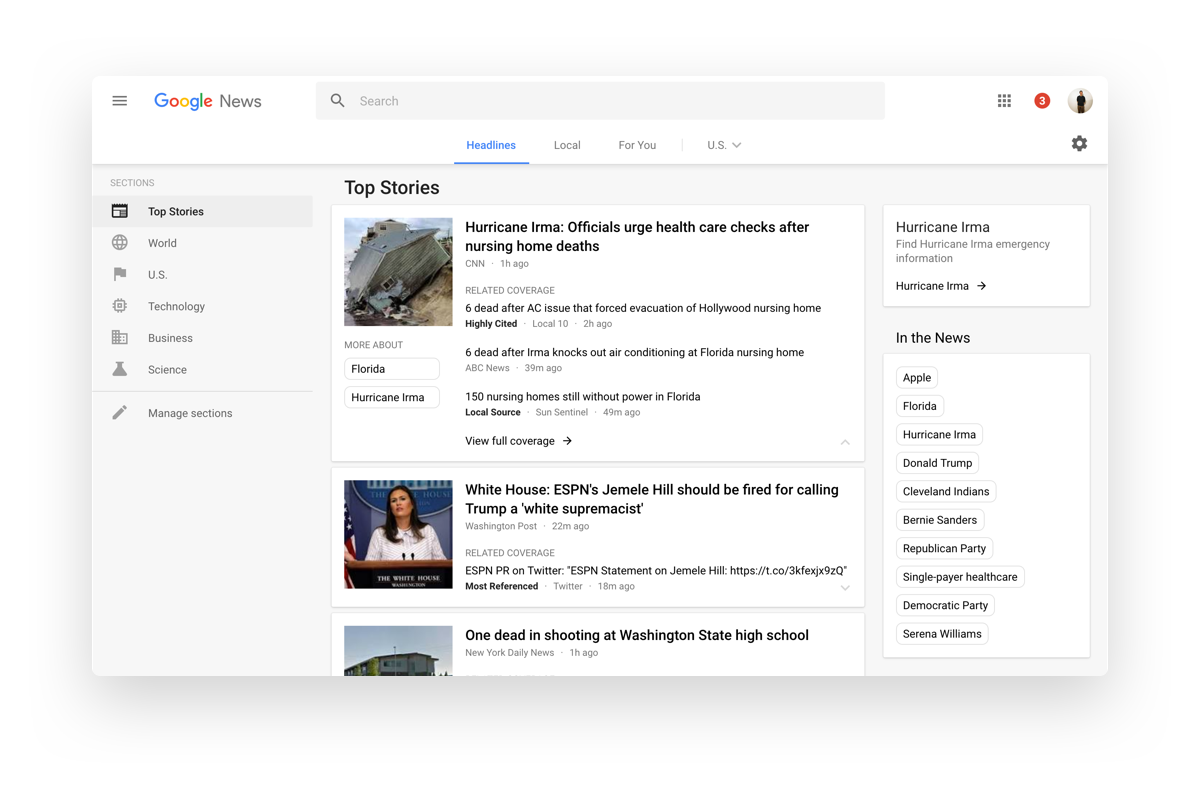 Google News
Search
3
Headlines
Local
For You
U.S.
SECTIONS
Top Stories
World
U.S.
Technology
Business
Science
Manage sections
Top Stories
Hurricane Irma: Officials urge health care checks after
nursing home deaths
CNN · 1h ago
RELATED COVERAGE
6 dead after AC issue that forced evacuation of Hollywood nursing home
Highly Cited · Local 10 · 2h ago
6 dead after Irma knocks out air conditioning at Florida nursing home
ABC News · 39m ago
150 nursing homes still without power in Florida
Local Source · Sun Sentinel · 49m ago
View full coverage
MORE ABOUT
Florida
Hurricane Irma
White House: ESPN's Jemele Hill should be fired for calling
Trump a 'white supremacist'
Washington Post · 22m ago
RELATED COVERAGE
ESPN PR on Twitter: "ESPN Statement on Jemele Hill: https://t.co/3kfexjx9zQ"
Most Referenced · Twitter · 18m ago
THE WHITE HOUSE
WASHINGTON
One dead in shooting at Washington State high school
New York Daily News · 1h ago
Hurricane Irma
Find Hurricane Irma emergency
information
Hurricane Irma
In the News
Apple
Florida
Hurricane Irma
Donald Trump
Cleveland Indians
Bernie Sanders
Republican Party
Single-payer healthcare
Democratic Party
Serena Williams